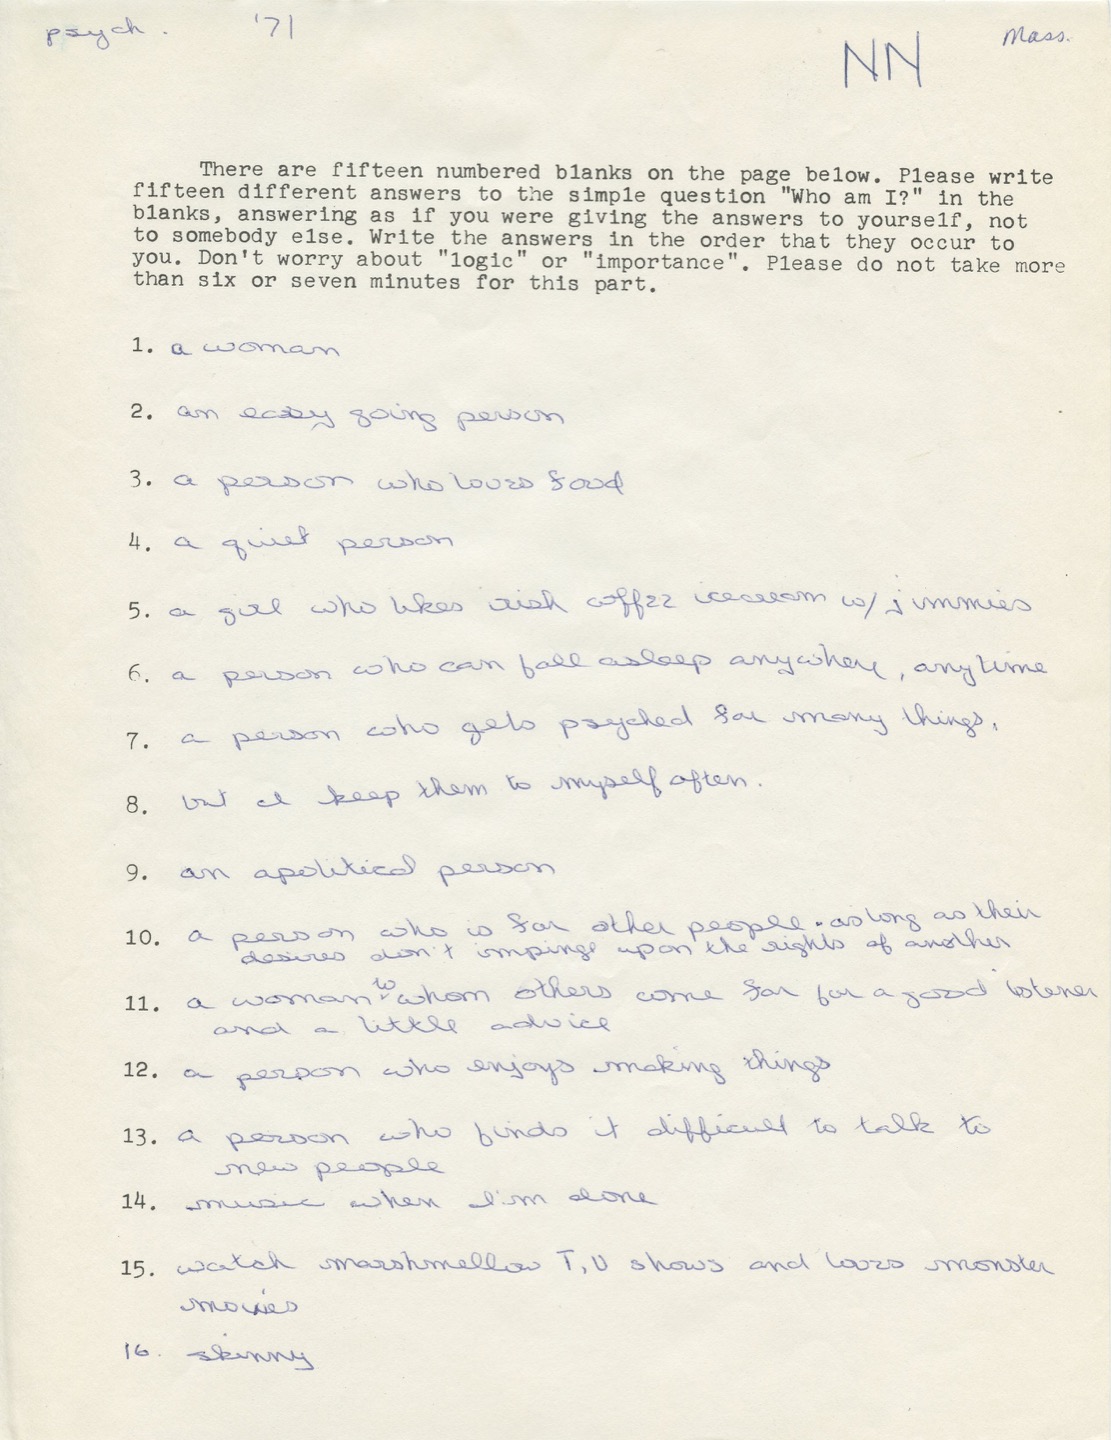 psych. '71 Mass.
NN
There are fifteen numbered blanks on the page below. Please write
fifteen different answers to the simple question "Who am I?" in the
blanks, answering as if you were giving the answers to yourself, not
to somebody else. Write the answers in the order that they occur to
you. Don't worry about "logic" or "importance". Please do not take more
than six or seven minutes for this part.
1. a woman
2. an easy going person
3. a person who loves food
4. a quiet person
5. a girl who likes irish coffee icecream w/ jimmies
6. a person who can fall asleep anywhere, anytime
7. a person who gets psyched for many things,
8. but I keep them to myself often.
9. an apolitical person
10. a person who is for other people. as long as their
desires don't impinge upon the rights of another
11. a woman to whom others come for for a good listener
and a little advice
12. a person who enjoys making things
13. a person who finds it difficult to talk to
new people
14. music when I'm alone
15. watch marshmellow T,V shows and loves monster
movies
16. skinny